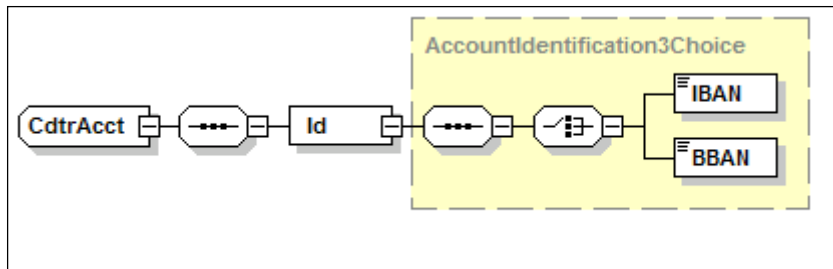 AccountIdentification3Choice
CdtrAcct
Id
IBAN
BBAN